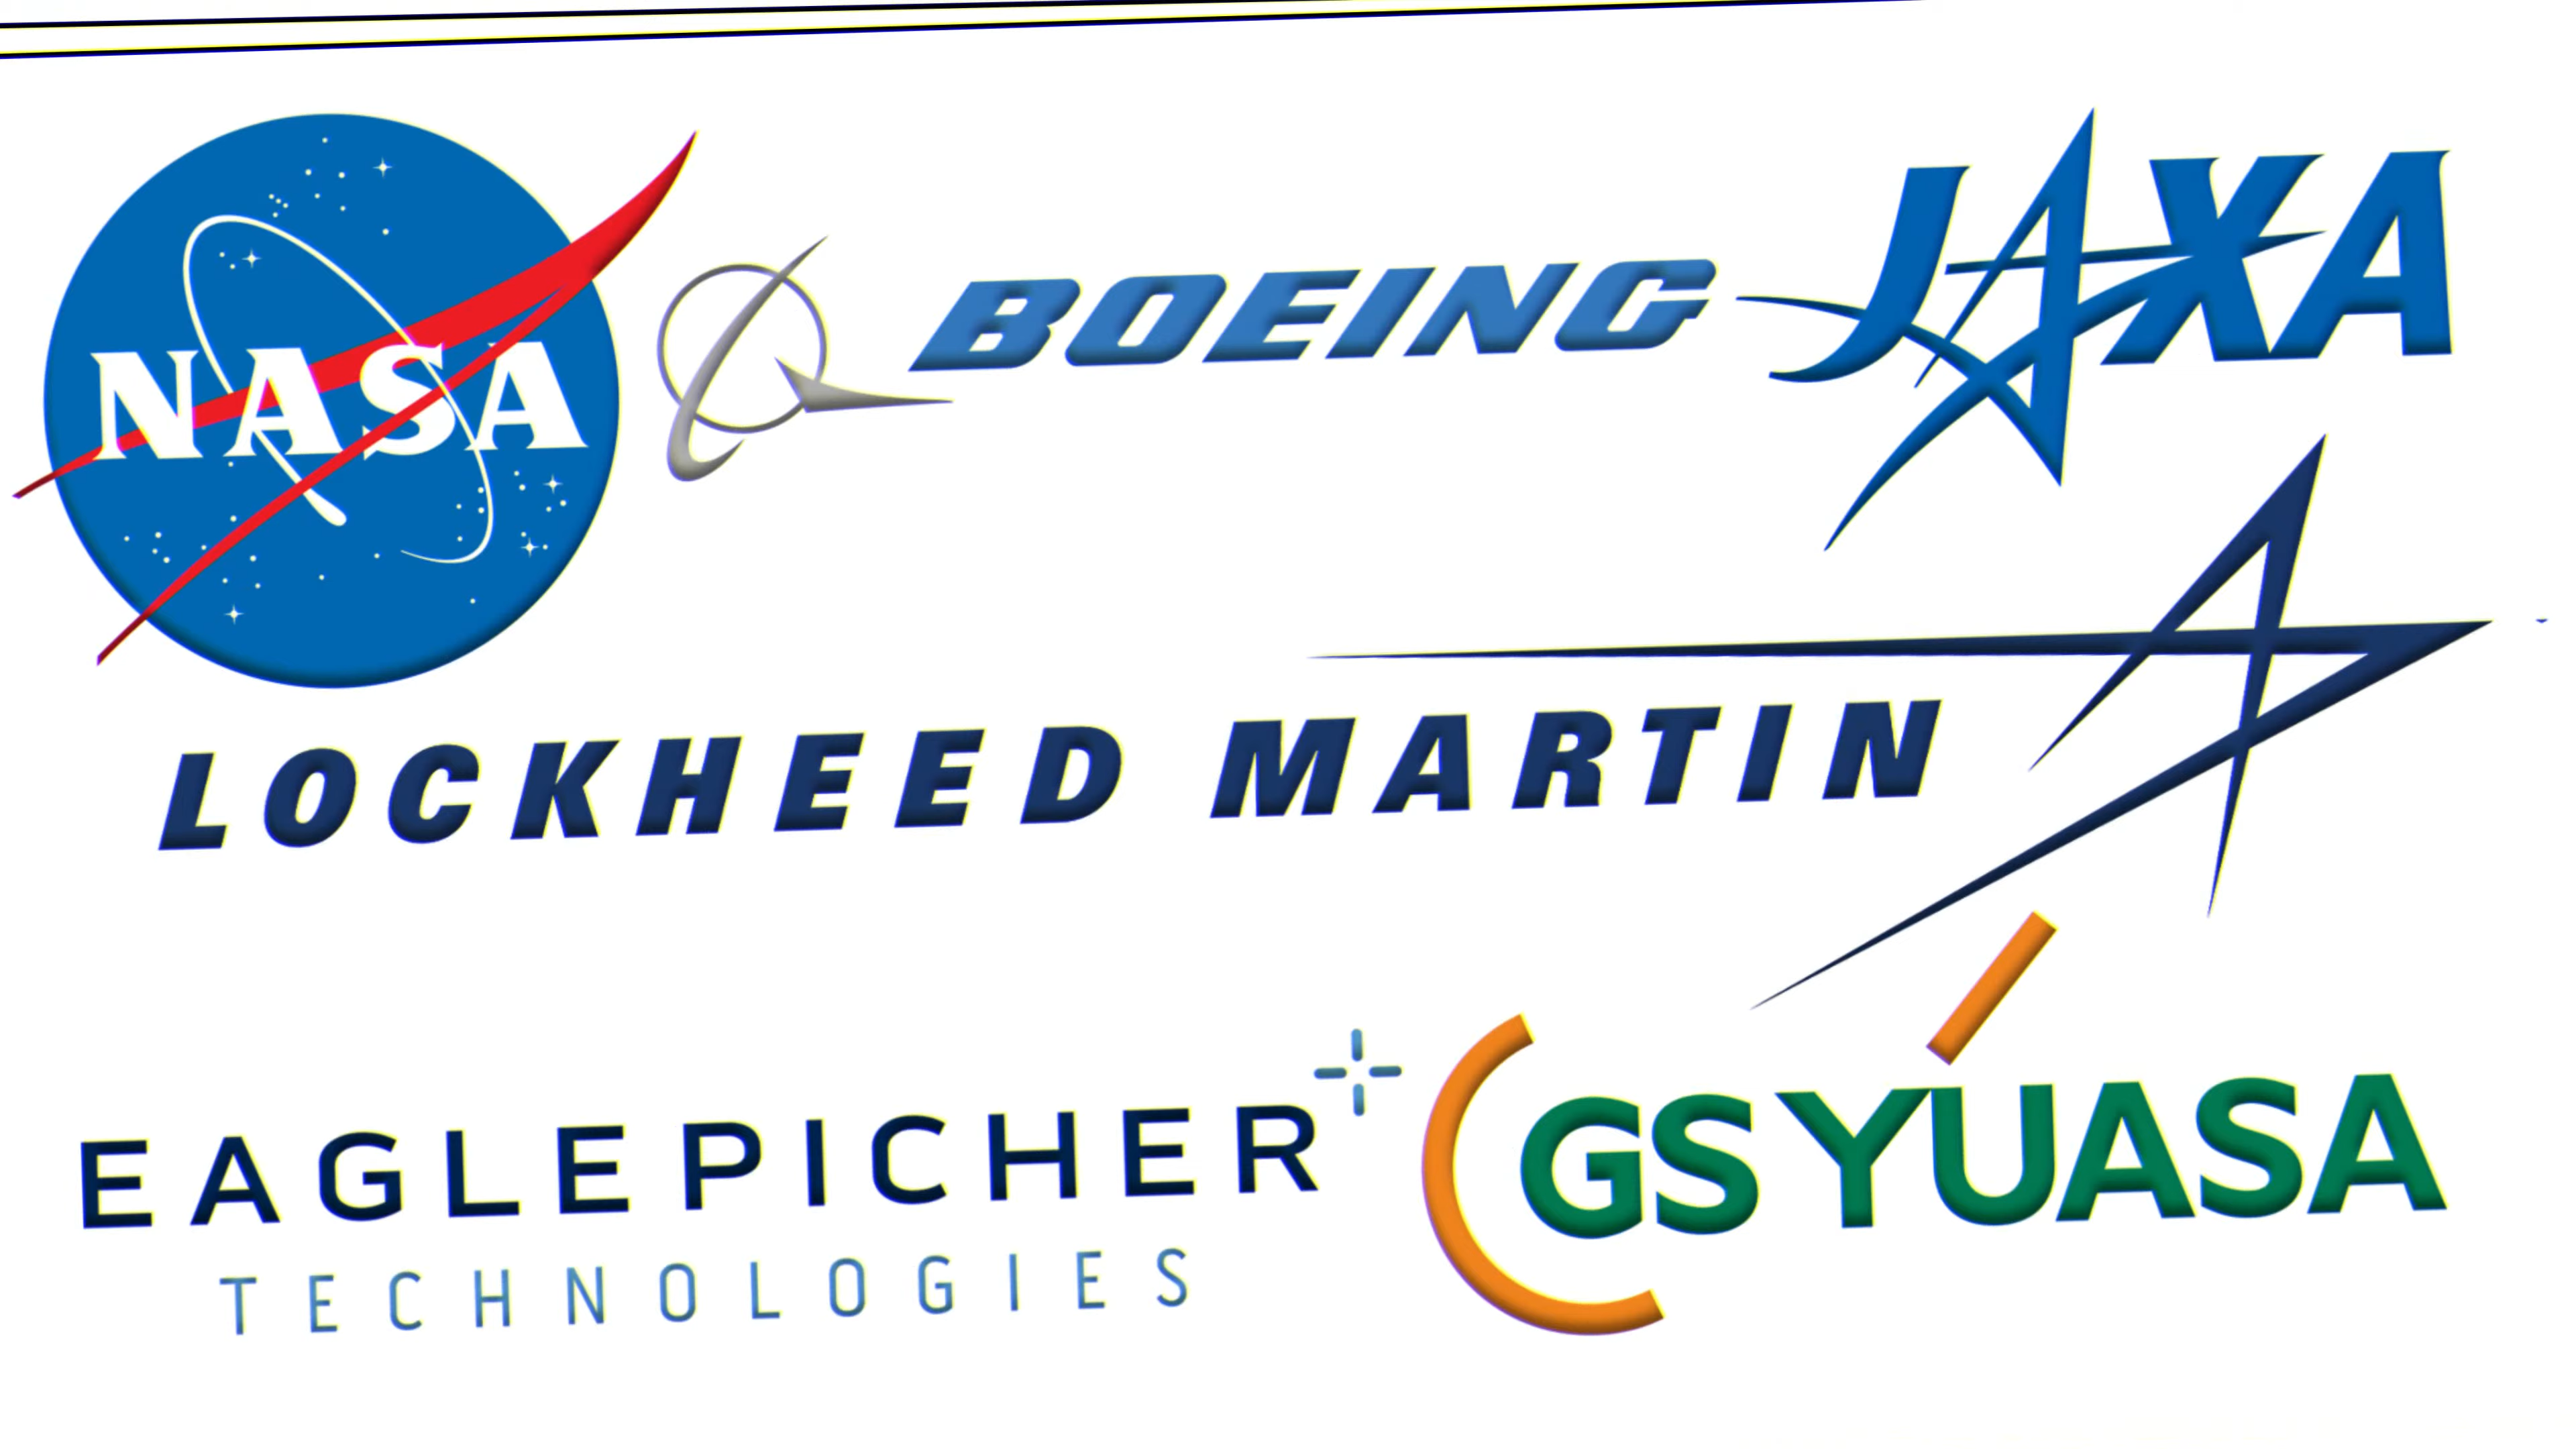 NASA
BOEING
JAXA
LOCKHEED MARTIN
EAGLEPICHER
TECHNOLOGIES
GS YUASA